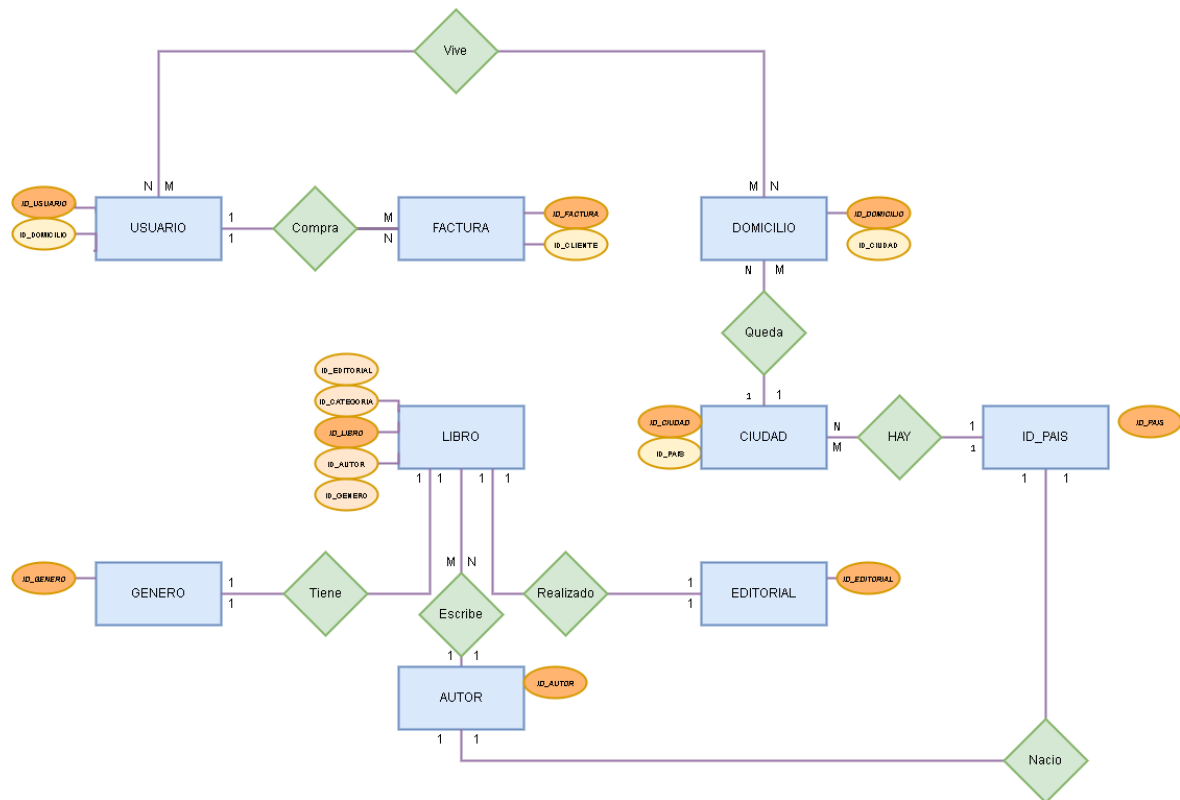 Vive
N M
M N
ID_USUARIO
ID_DOMICILIO
USUARIO
1
1
Compra
M
N
FACTURA
ID_FACTURA
ID_CLIENTE
DOMICILIO
ID_DOMICILIO
ID_CIUDAD
N M
Queda
1 1
ID_EDITORIAL
ID_CATEGORIA
ID_LIBRO
ID_AUTOR
ID_GENERO
LIBRO
1 1 1 1
ID_CIUDAD
ID_PAIS
CIUDAD
N
M
HAY
1
1
ID_PAIS
ID_PAIS
1 1
ID_GENERO
GENERO
1
1
Tiene
M N
Escribe
1 1
Realizado
1
1
EDITORIAL
ID_EDITORIAL
AUTOR
ID_AUTOR
1 1
Nacio